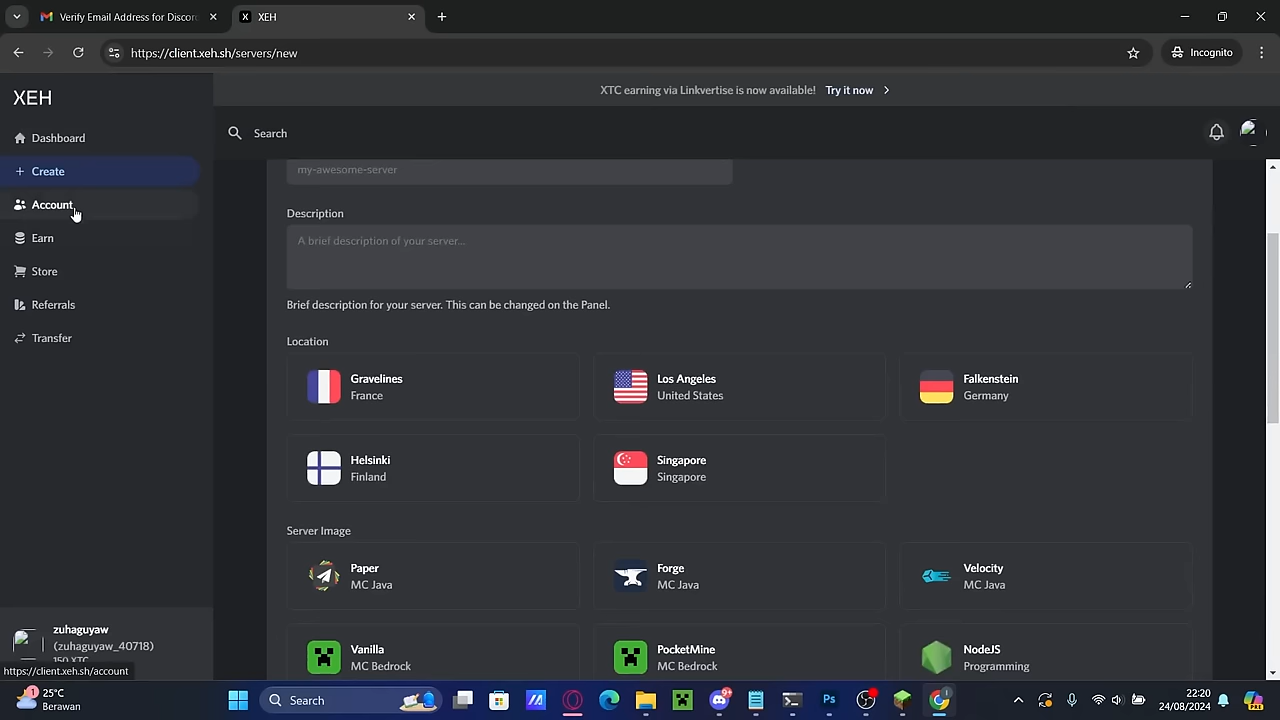 Verify Email Address for Discor
XEH
https://client.xeh.sh/servers/new
Incognito
XEH
XTC earning via Linkvertise is now available! Try it now
Search
Dashboard
Create
Account
Earn
Store
Referrals
Transfer
my-awesome-server
Description
A brief description of your server...
Brief description for your server. This can be changed on the Panel.
Location
Gravelines
France
Los Angeles
United States
Falkenstein
Germany
Helsinki
Finland
Singapore
Singapore
Server Image
Paper
MC Java
Forge
MC Java
Velocity
MC Java
Vanilla
MC Bedrock
PocketMine
MC Bedrock
NodeJS
Programming
zuhaguyaw
(zuhaguyaw_40718)
150 XTC
https://client.xeh.sh/account
1
25°C
Berawan
Search
22:20
24/08/2024